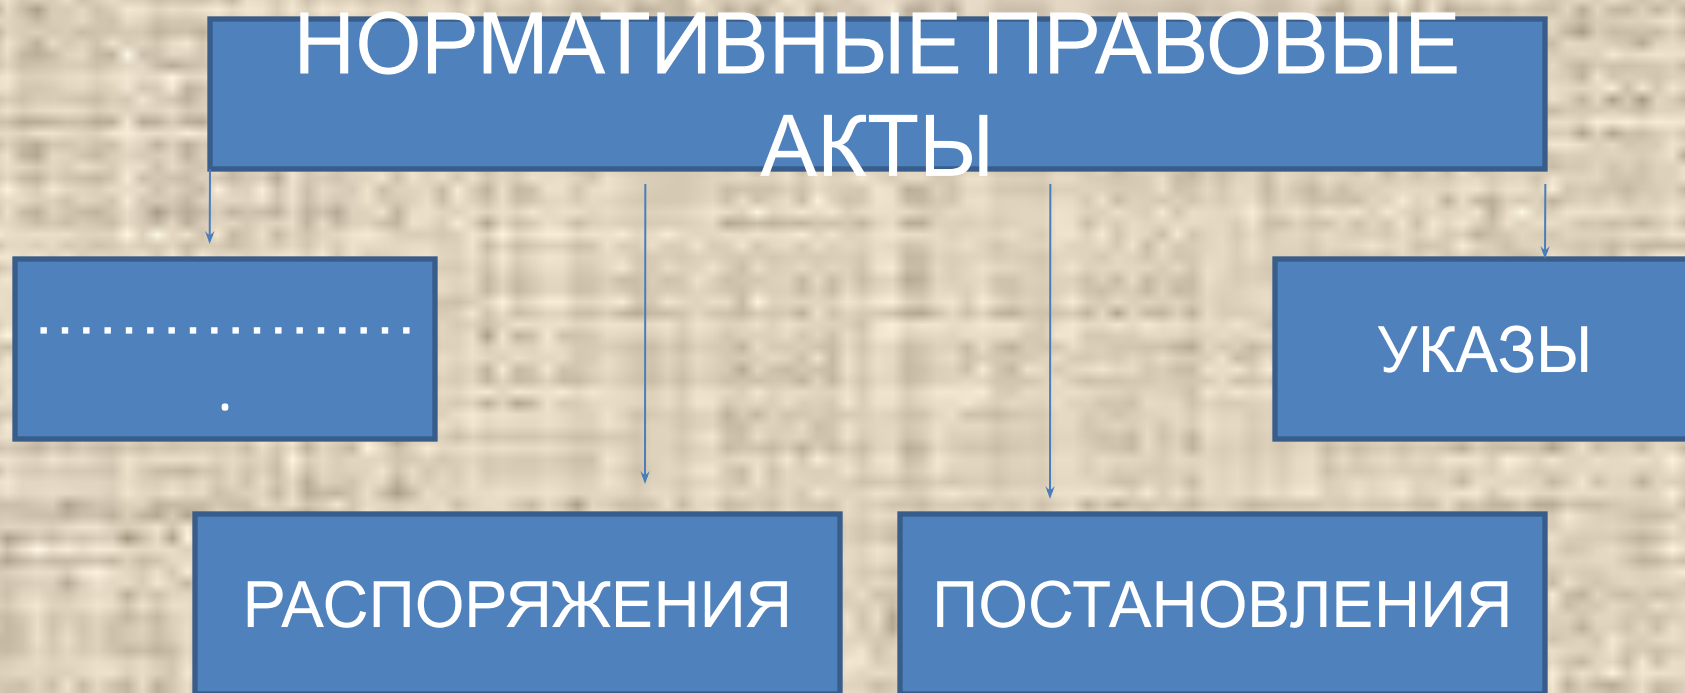 НОРМАТИВНЫЕ ПРАВОВЫЕ
АКТЫ
..................
.
УКАЗЫ
РАСПОРЯЖЕНИЯ
ПОСТАНОВЛЕНИЯ